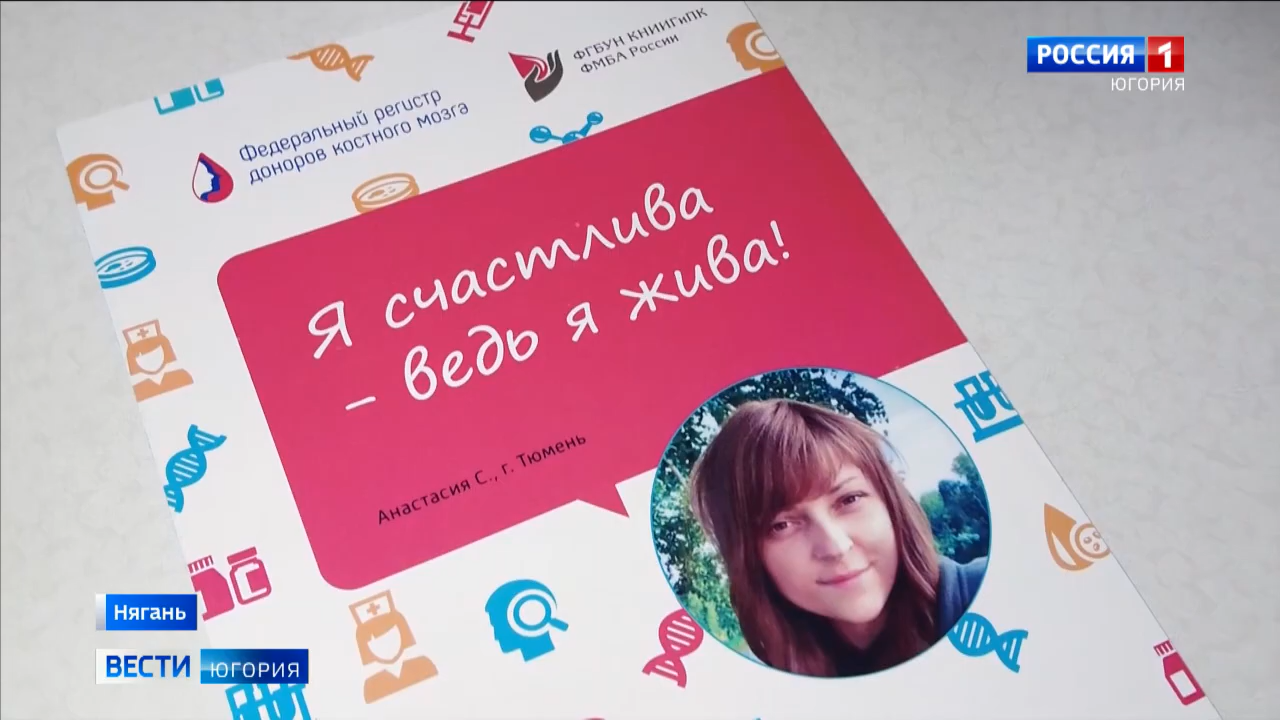 ФГБУН КНИИГиПК
ФМБА России
РОССИЯ 1
ЮГОРИЯ
Федеральный регистр
доноров костного мозга
Я счастлива
– ведь я жива!
Анастасия С., г. Тюмень
Нягань
ВЕСТИ ЮГОРИЯ